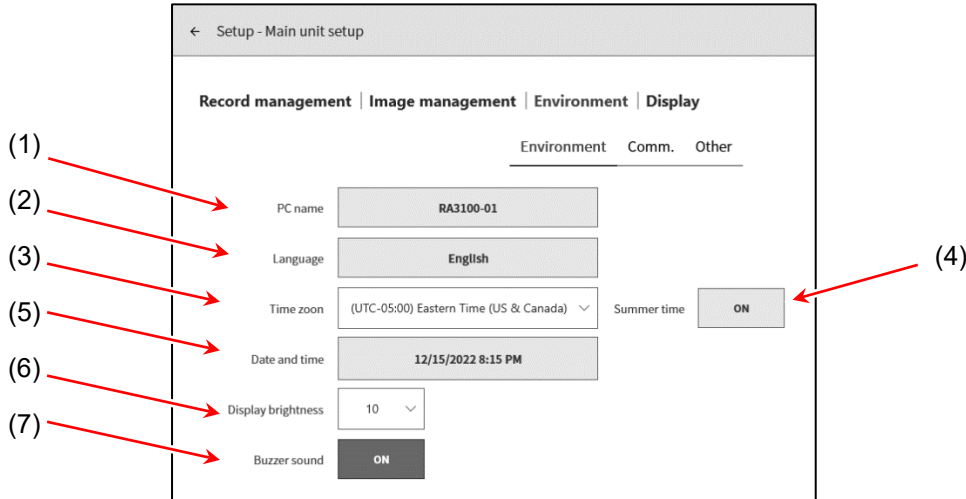 ← Setup - Main unit setup
Record management | Image management | Environment | Display
Environment Comm. Other
(1) PC name RA3100-01
(2) Language English
(3) Time zoon (UTC-05:00) Eastern Time (US & Canada) Summer time ON (4)
(5) Date and time 12/15/2022 8:15 PM
(6) Display brightness 10
(7) Buzzer sound ON